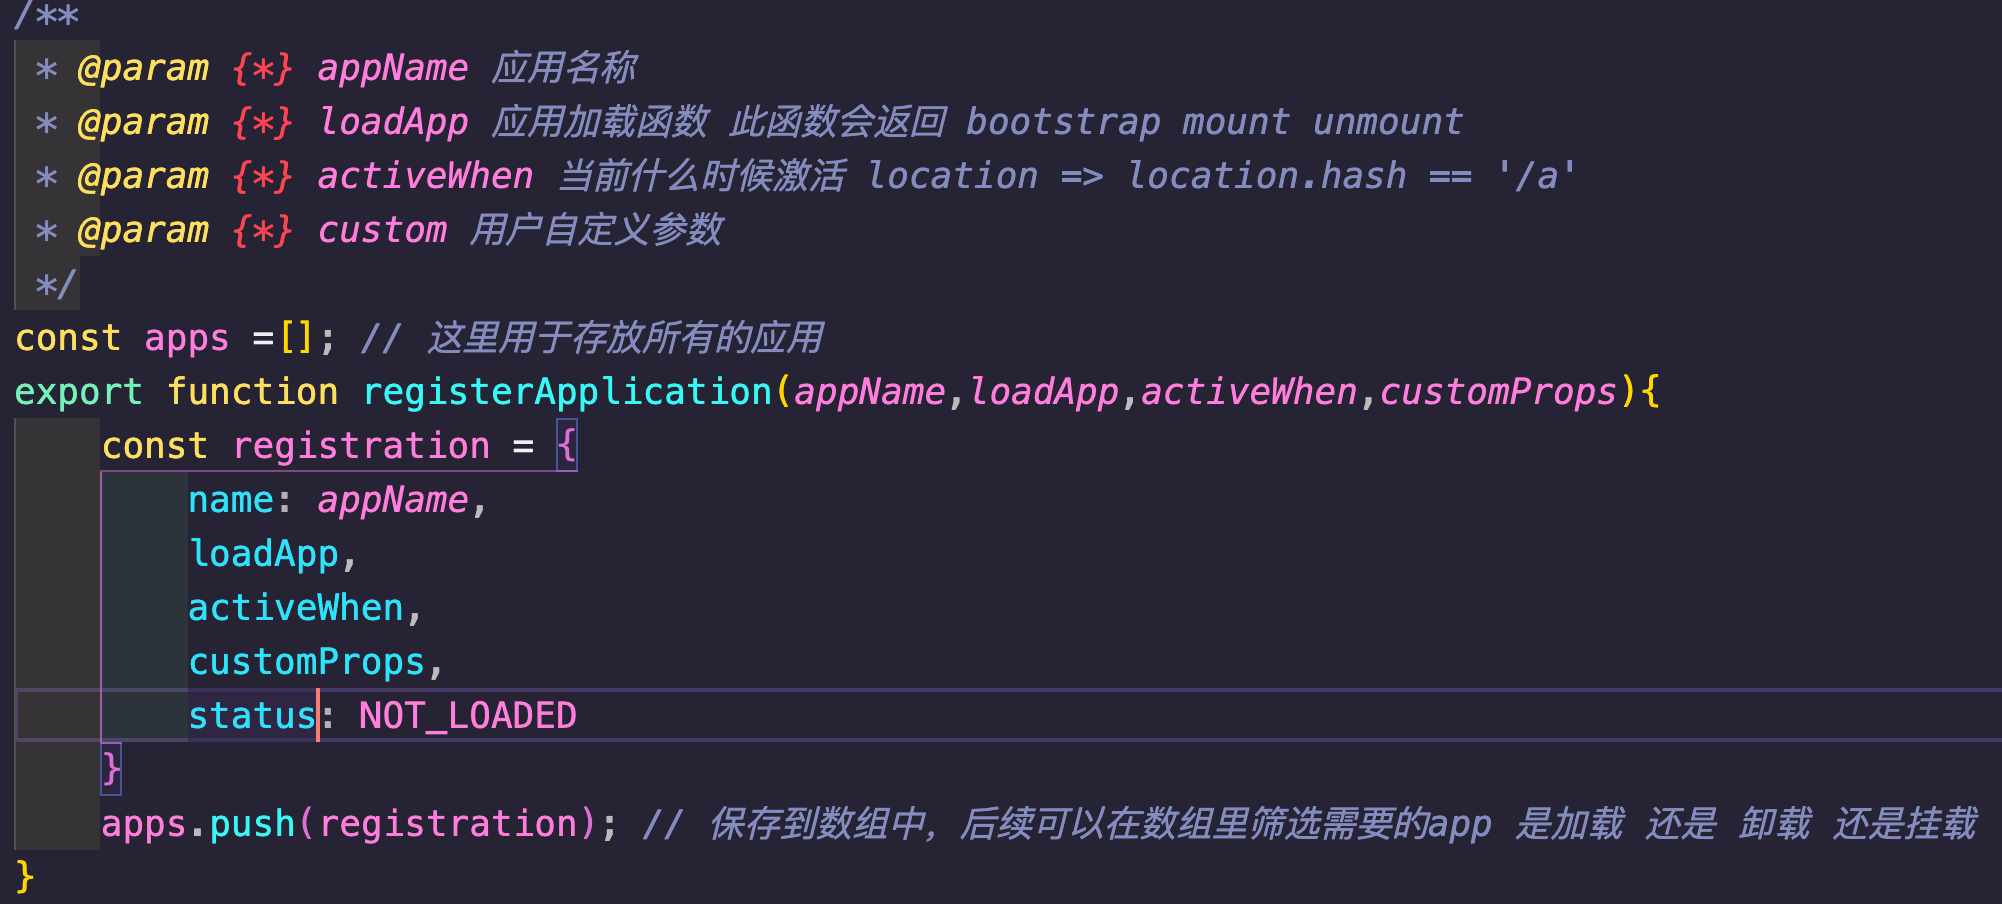 /**
 * @param {*} appName 应用名称
 * @param {*} loadApp 应用加载函数 此函数会返回 bootstrap mount unmount
 * @param {*} activeWhen 当前什么时候激活 location => location.hash == '/a'
 * @param {*} custom 用户自定义参数
 */
const apps =[]; // 这里用于存放所有的应用
export function registerApplication(appName,loadApp,activeWhen,customProps){
    const registration = {
        name: appName,
        loadApp,
        activeWhen,
        customProps,
        status: NOT_LOADED
    }
    apps.push(registration); // 保存到数组中，后续可以在数组里筛选需要的app 是加载 还是 卸载 还是挂载
}